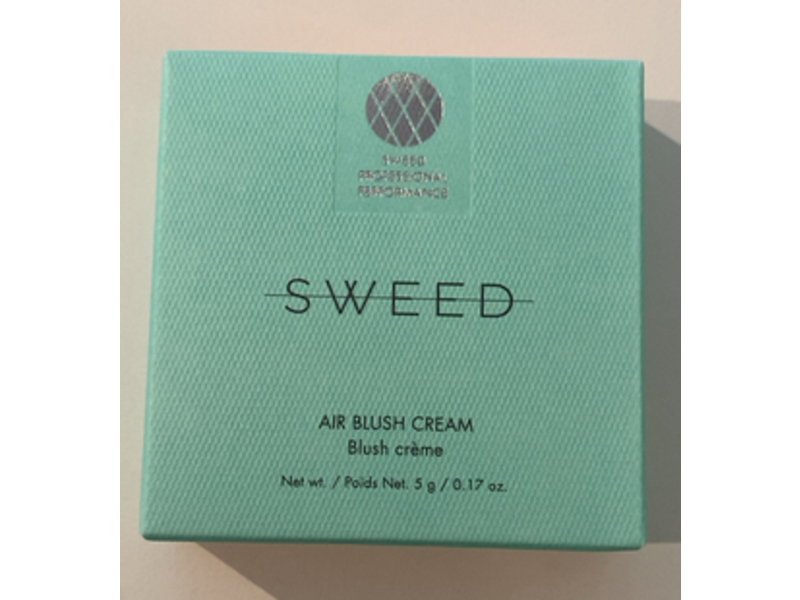 SWEED
PROFESSIONAL
PERFORMANCE
SWEED
AIR BLUSH CREAM
Blush crème
Net wt. / Poids Net. 5 g / 0.17 oz.